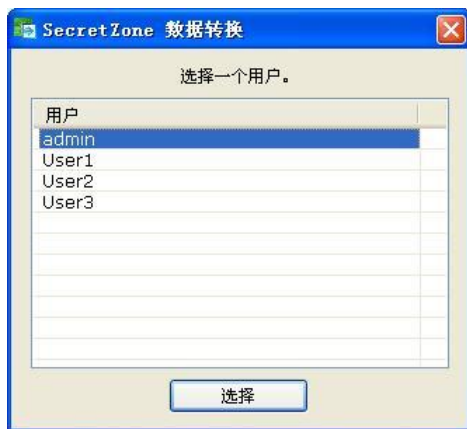 SecretZone 数据转换
选择一个用户。
用户
admin
User1
User2
User3
选择